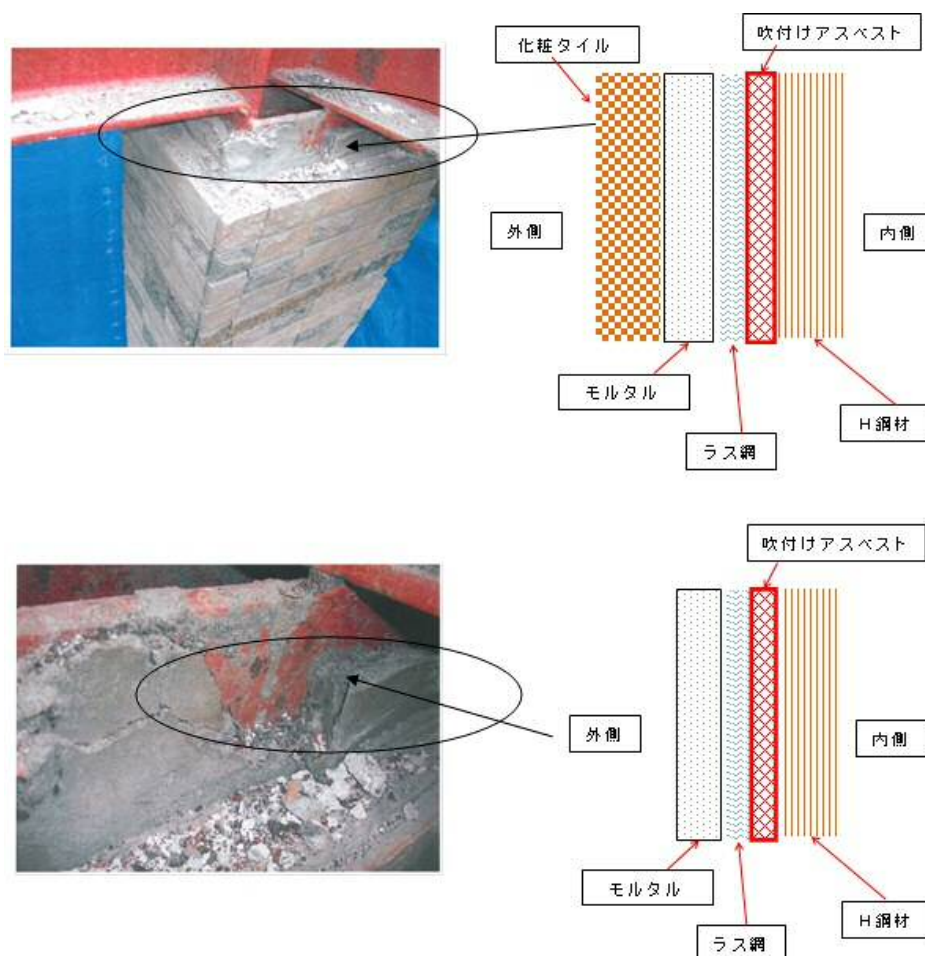 吹付けアスベスト
化粧タイル
外側
内側
モルタル
H鋼材
ラス網
吹付けアスベスト
外側
内側
モルタル
H鋼材
ラス網